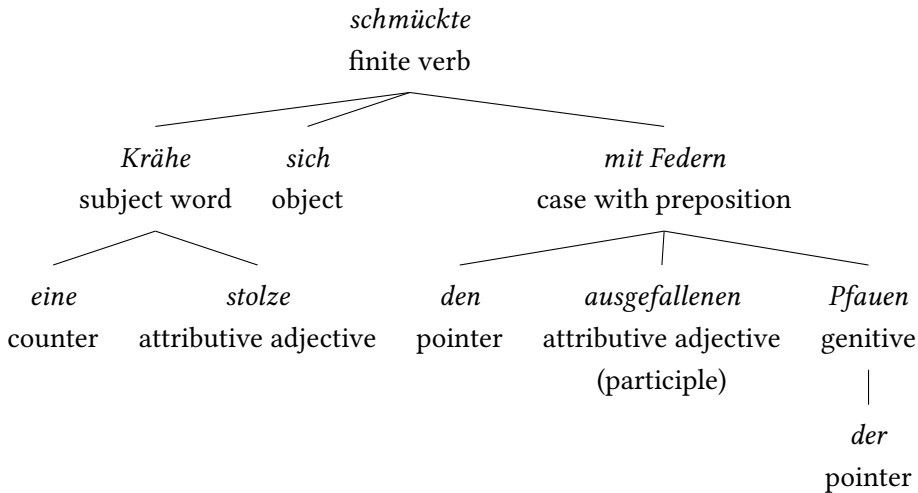 schmückte
finite verb
Krähe sich mit Federn
subject word object case with preposition
eine stolze den ausgefallenen Pfauen
counter attributive adjective pointer attributive adjective genitive
(participle)
der
pointer